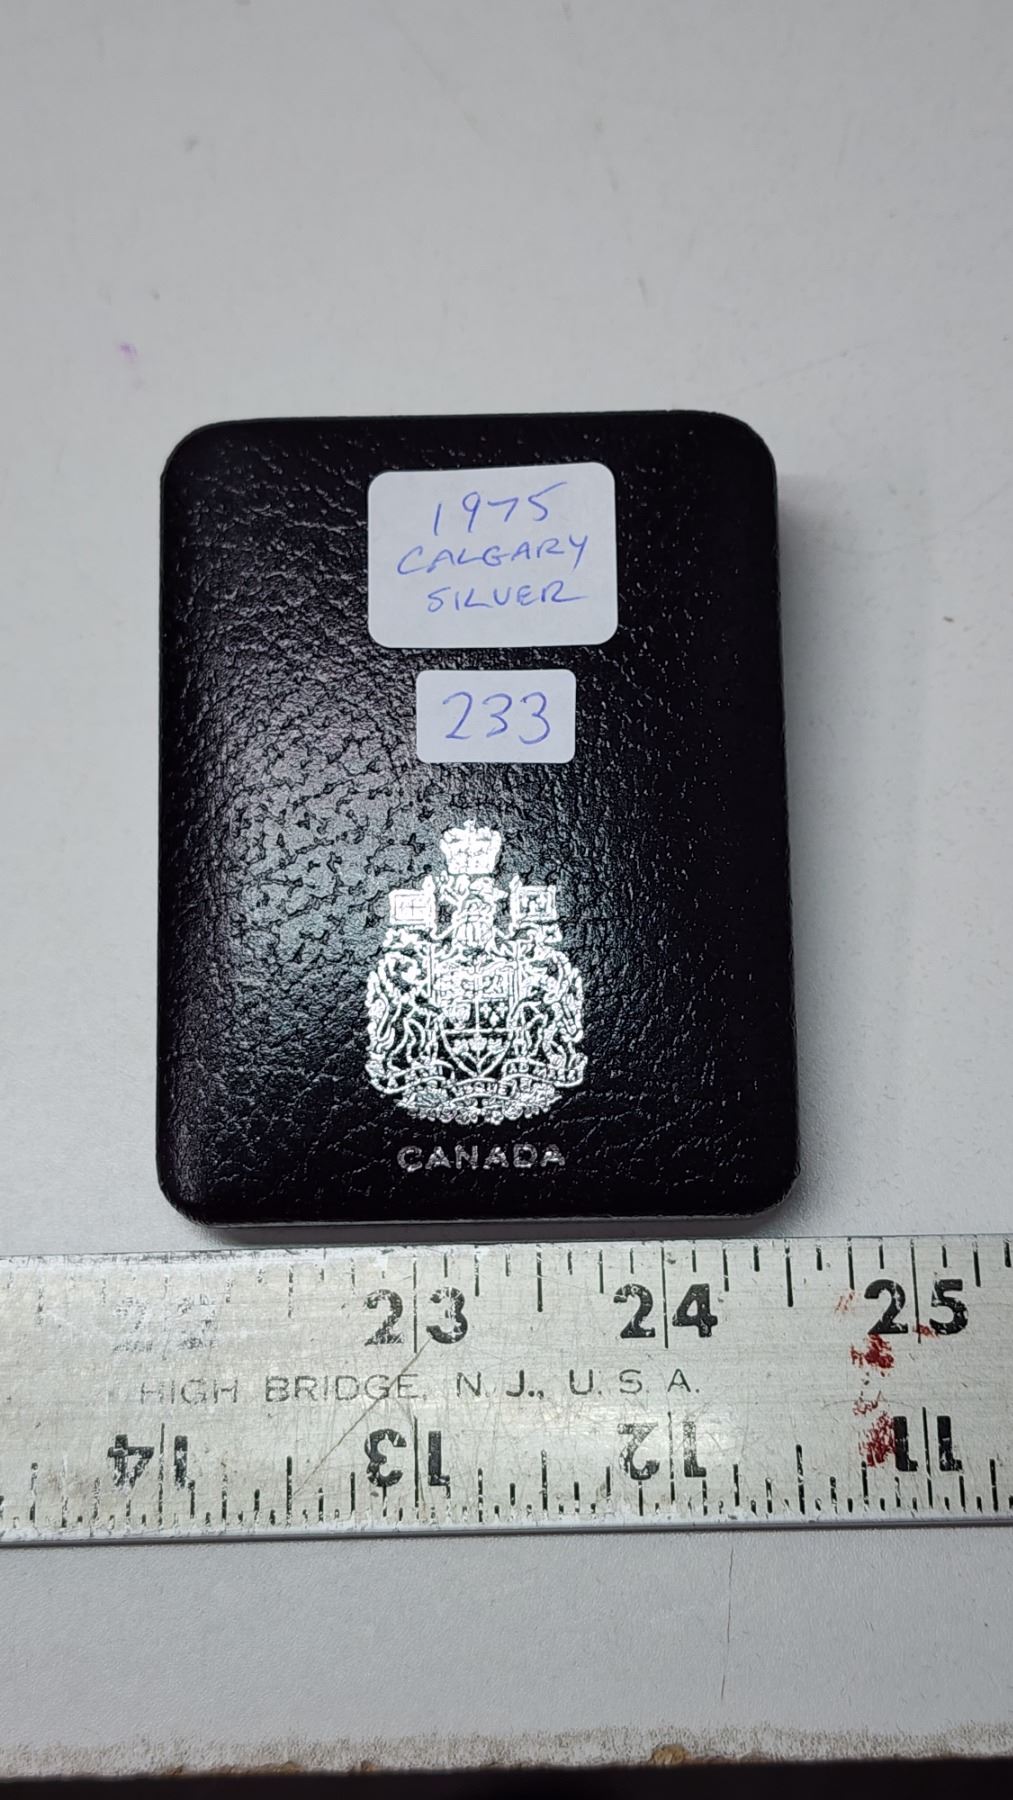 1975
CALGARY
SILVER
233
CANADA
22 23 24 25
HIGH BRIDGE, N.J., U.S.A.
14 13 12 11